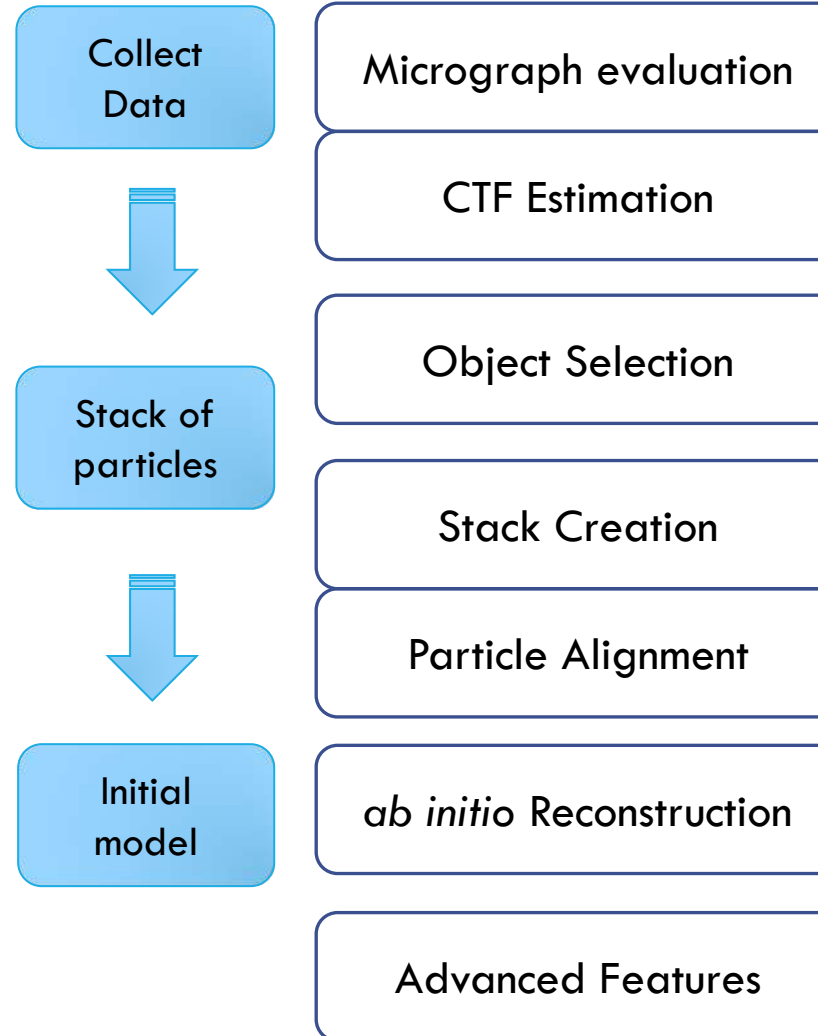 Collect
Data
Stack of
particles
Initial
model
Micrograph evaluation
CTF Estimation
Object Selection
Stack Creation
Particle Alignment
ab initio Reconstruction
Advanced Features